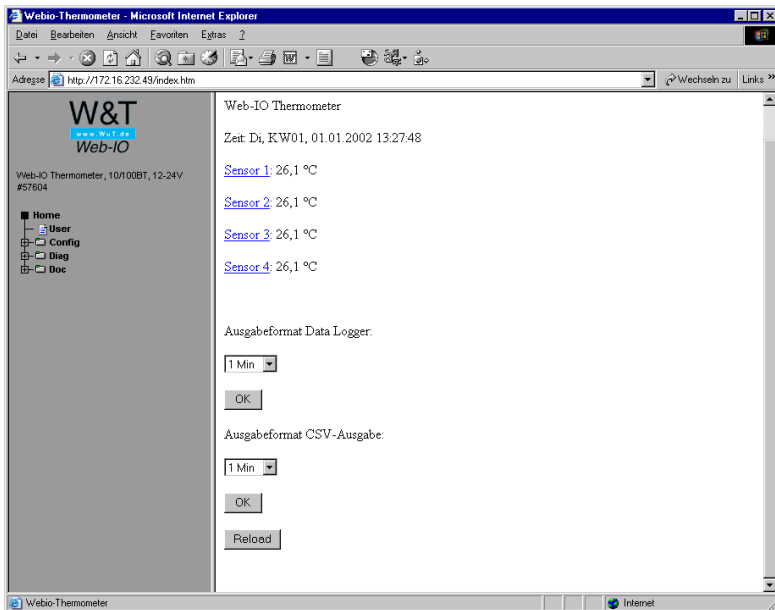 Webio-Thermometer - Microsoft Internet Explorer
Datei Bearbeiten Ansicht Favoriten Extras ?
Adresse http://172.16.232.49/index.htm Wechseln zu Links »
W&T
www.WuT.de
Web-IO
Web-IO Thermometer, 10/100BT, 12-24V
#57604
Home
User
Config
Diag
Doc
Web-IO Thermometer
Zeit: Di, KW01, 01.01.2002 13:27:48
Sensor 1: 26,1 °C
Sensor 2: 26,1 °C
Sensor 3: 26,1 °C
Sensor 4: 26,1 °C
Ausgabeformat Data Logger:
1 Min
OK
Ausgabeformat CSV-Ausgabe:
1 Min
OK
Reload
Webio-Thermometer Internet